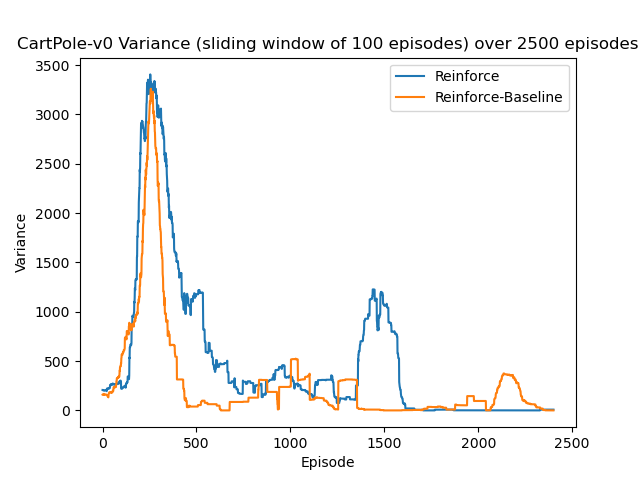 CartPole-v0 Variance (sliding window of 100 episodes) over 2500 episodes
Reinforce
Reinforce-Baseline
Variance
3500
3000
2500
2000
1500
1000
500
0
0 500 1000 1500 2000 2500
Episode